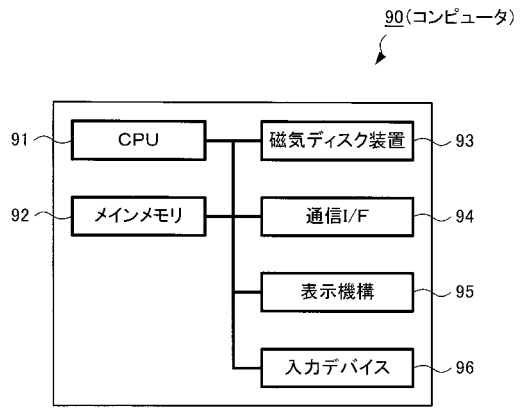 90(コンピュータ)
91
CPU
磁気ディスク装置
93
92
メインメモリ
通信I/F
94
表示機構
95
入力デバイス
96